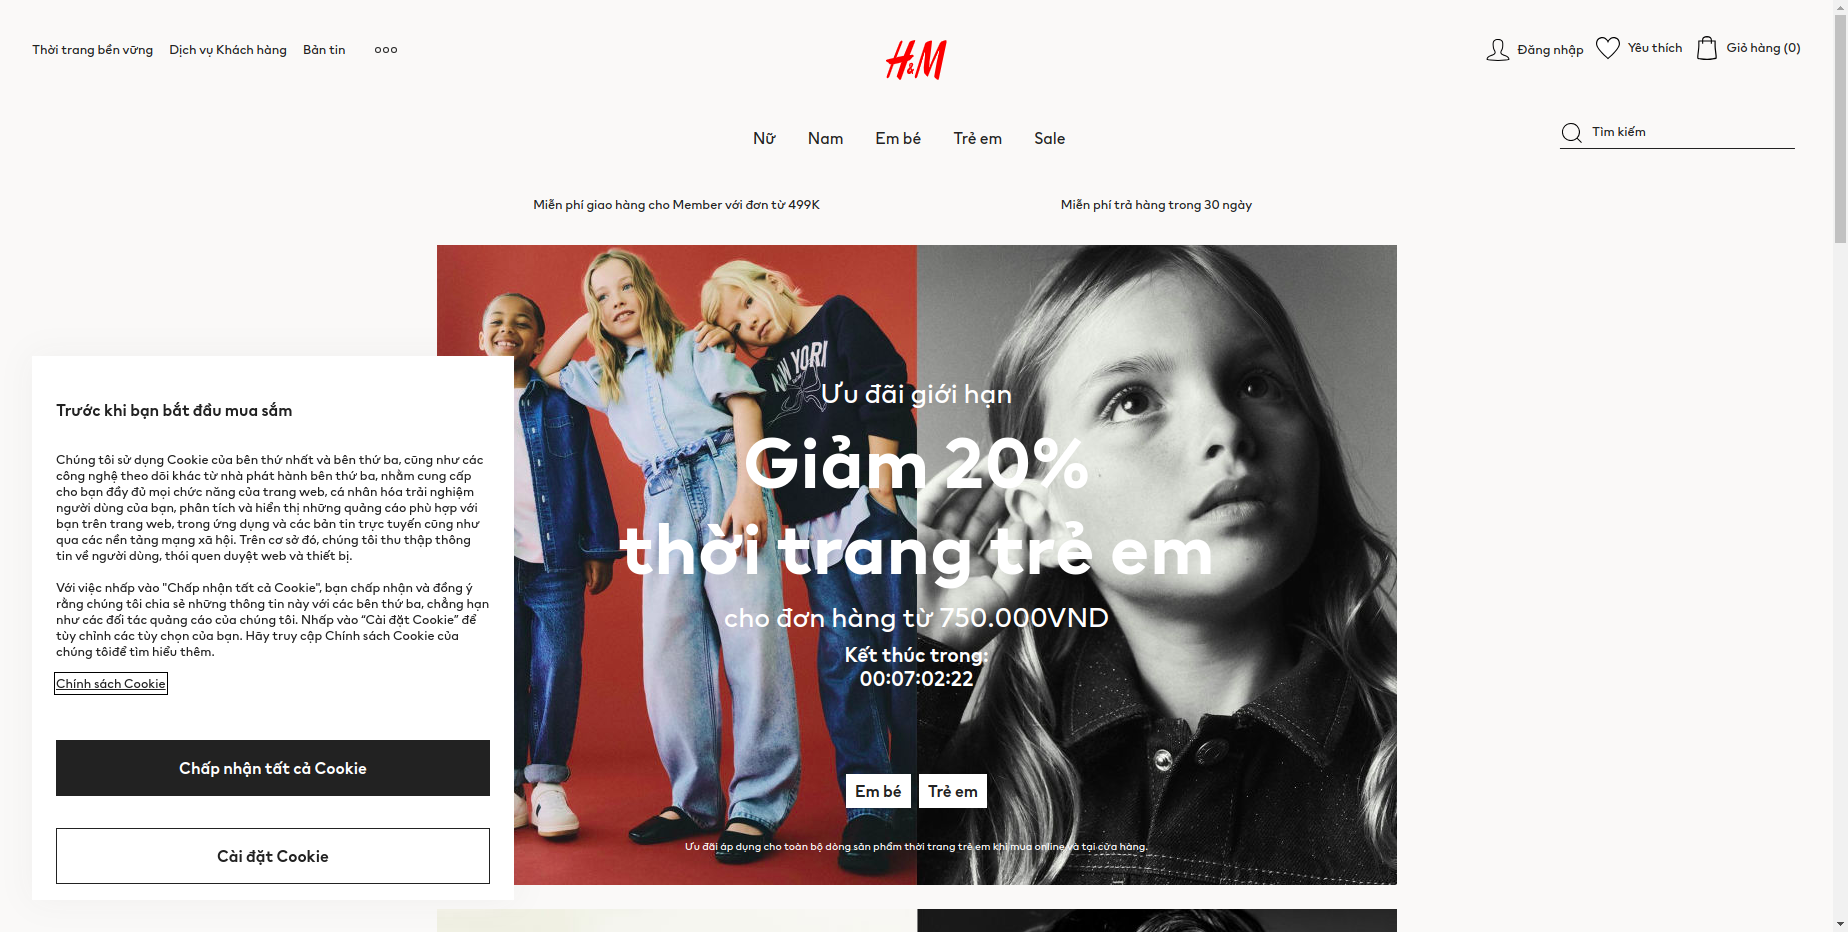 Thời trang bền vững
Dịch vụ Khách hàng
Bản tin
H&M
Đăng nhập
Yêu thích
Giỏ hàng (0)
Nữ
Nam
Em bé
Trẻ em
Sale
Tìm kiếm
Miễn phí giao hàng cho Member với đơn từ 499K
Miễn phí trả hàng trong 30 ngày
Ưu đãi giới hạn
Giảm 20%
thời trang trẻ em
cho đơn hàng từ 750.000VND
Kết thúc trong:
00:07:02:22
Em bé
Trẻ em
Ưu đãi áp dụng cho toàn bộ dòng sản phẩm thời trang trẻ em khi mua online và tại cửa hàng.
Trước khi bạn bắt đầu mua sắm
Chúng tôi sử dụng Cookie của bên thứ nhất và bên thứ ba, cũng như các
công nghệ theo dõi khác từ nhà phát hành bên thứ ba, nhằm cung cấp
cho bạn đầy đủ mọi chức năng của trang web, cá nhân hóa trải nghiệm
người dùng của bạn, phân tích và hiển thị những quảng cáo phù hợp với
bạn trên trang web, trong ứng dụng và các bản tin trực tuyến cũng như
qua các nền tảng mạng xã hội. Trên cơ sở đó, chúng tôi thu thập thông
tin về người dùng, thói quen duyệt web và thiết bị.
Với việc nhấp vào "Chấp nhận tất cả Cookie", bạn chấp nhận và đồng ý
rằng chúng tôi chia sẻ những thông tin này với các bên thứ ba, chẳng hạn
như các đối tác quảng cáo của chúng tôi. Nhấp vào “Cài đặt Cookie” để
tùy chỉnh các tùy chọn của bạn. Hãy truy cập Chính sách Cookie của
chúng tôiđể tìm hiểu thêm.
Chính sách Cookie
Chấp nhận tất cả Cookie
Cài đặt Cookie